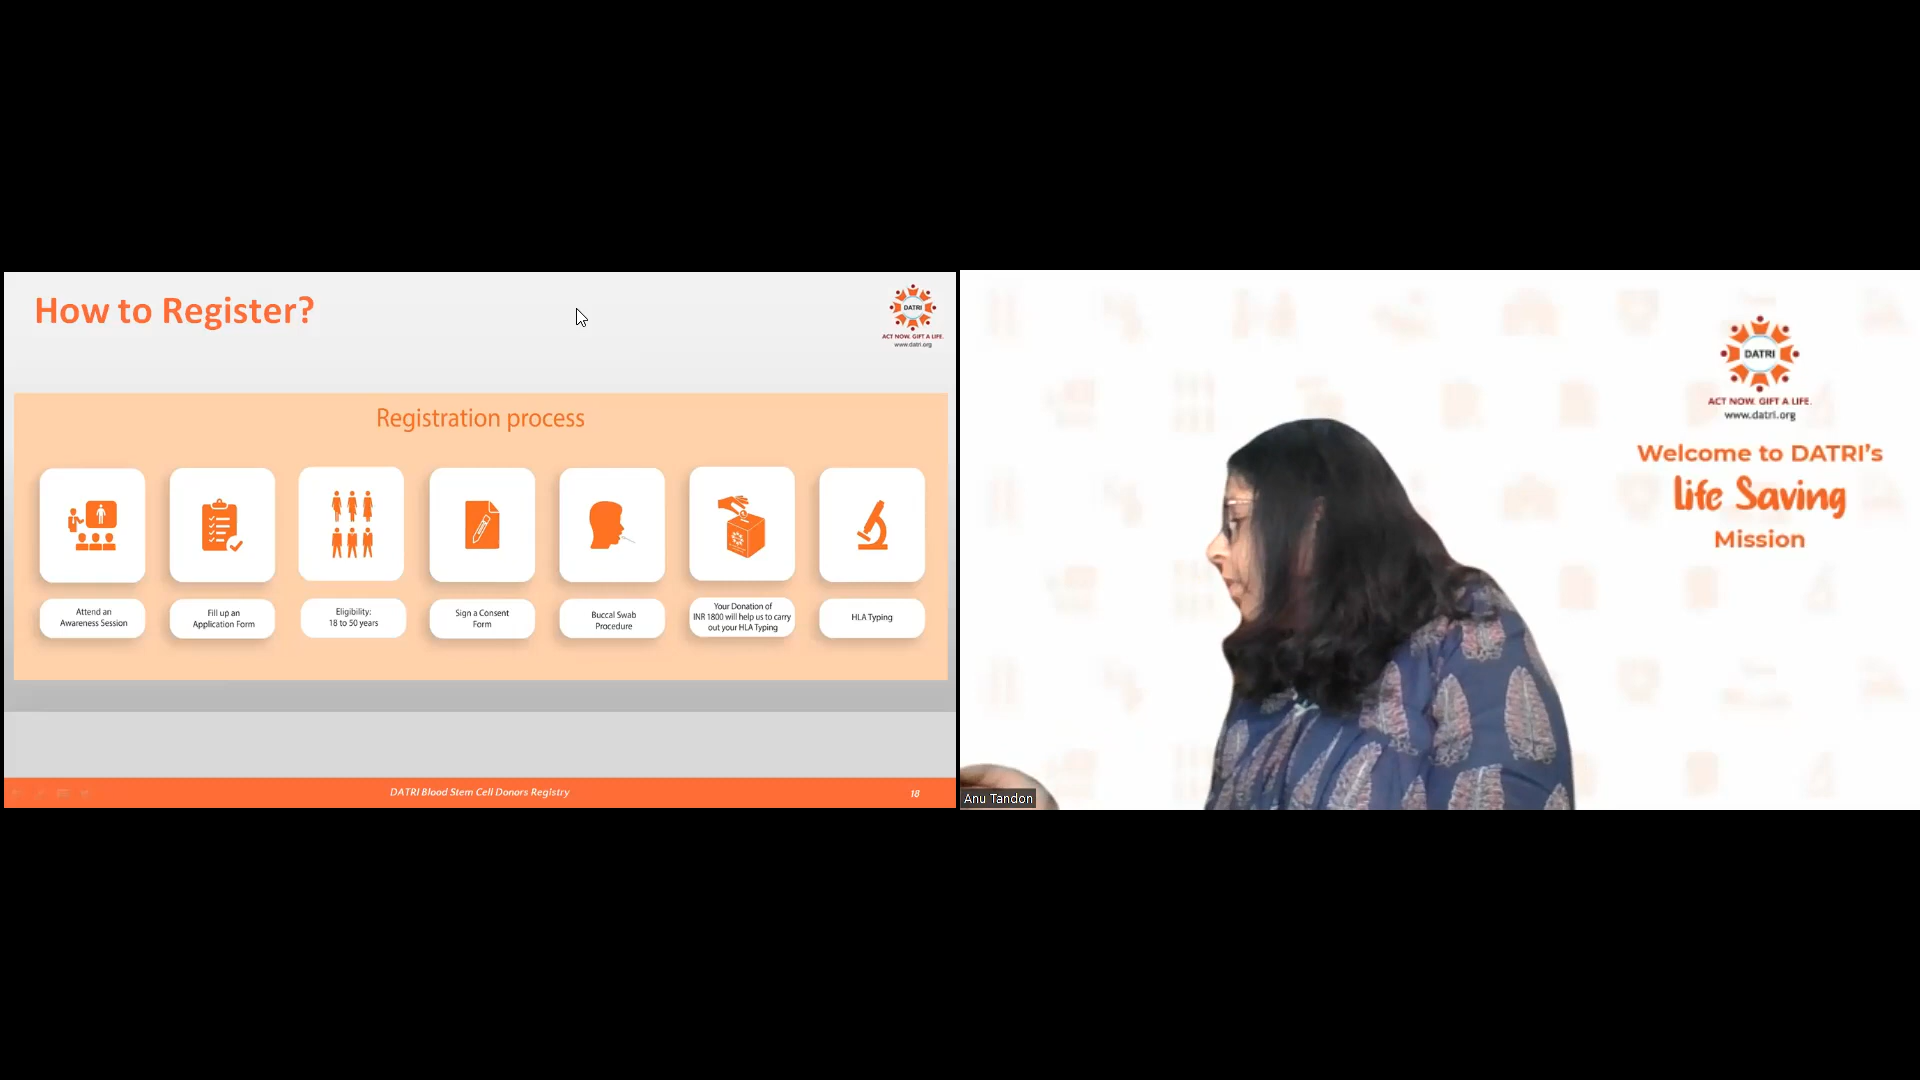 How to Register?
DATRI
ACT NOW. GIFT A LIFE.
www.datri.org
Registration process
Attend an
Awareness Session
Fill up an
Application Form
Eligibility:
18 to 50 years
Sign a Consent
Form
Buccal Swab
Procedure
Your Donation of
INR 1800 will help us to carry
out your HLA Typing
HLA Typing
DATRI Blood Stem Cell Donors Registry
18
DATRI
ACT NOW. GIFT A LIFE.
www.datri.org
Welcome to DATRI's
life Saving
Mission
Anu Tandon